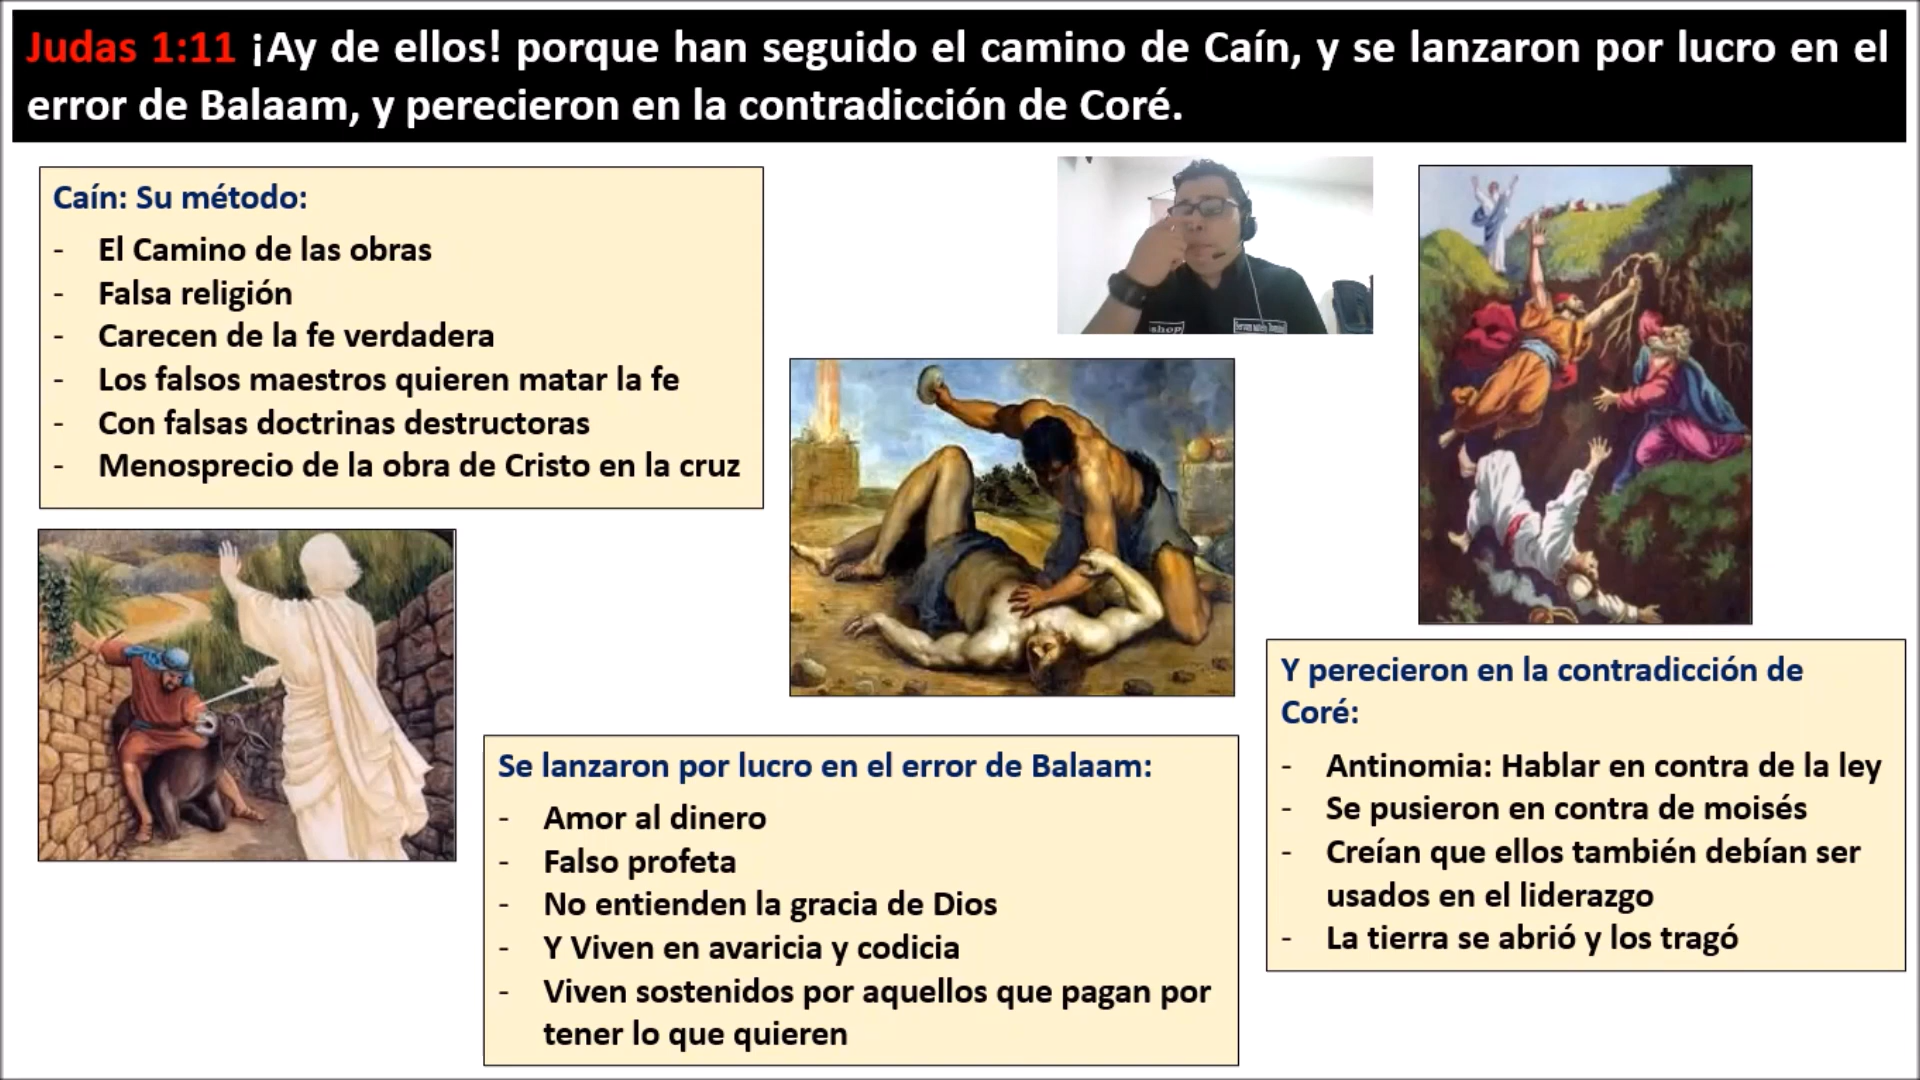 Judas 1:11 ¡Ay de ellos! porque han seguido el camino de Caín, y se lanzaron por lucro en el
error de Balaam, y perecieron en la contradicción de Coré.
Caín: Su método:
- El Camino de las obras
- Falsa religión
- Carecen de la fe verdadera
- Los falsos maestros quieren matar la fe
- Con falsas doctrinas destructoras
- Menosprecio de la obra de Cristo en la cruz
shop
Se lanzaron por lucro en el error de Balaam:
- Amor al dinero
- Falso profeta
- No entienden la gracia de Dios
- Y Viven en avaricia y codicia
- Viven sostenidos por aquellos que pagan por
tener lo que quieren
Y perecieron en la contradicción de
Coré:
- Antinomia: Hablar en contra de la ley
- Se pusieron en contra de moisés
- Creían que ellos también debían ser
usados en el liderazgo
- La tierra se abrió y los tragó